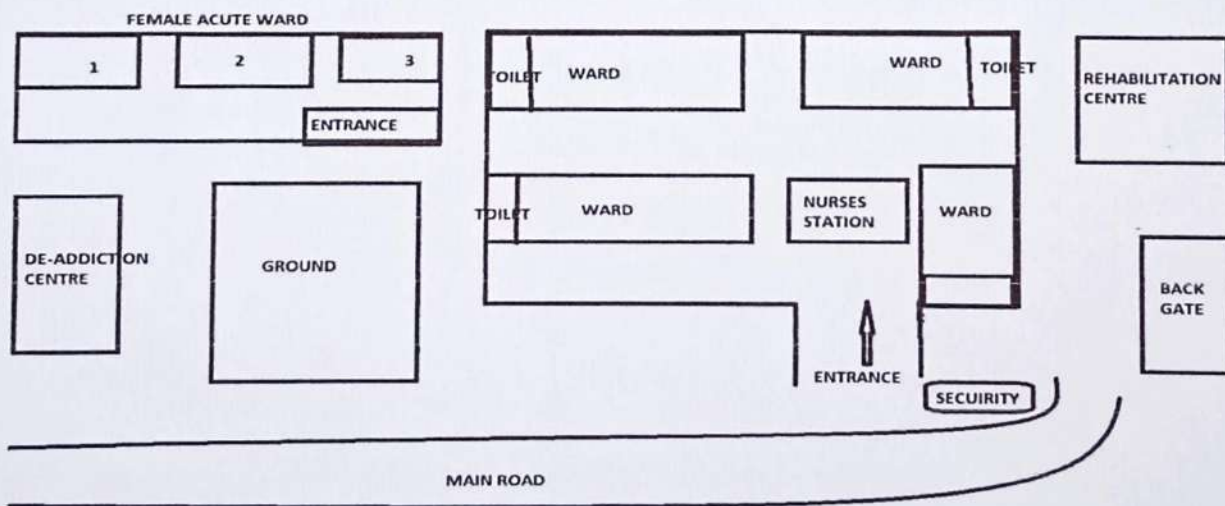 FEMALE ACUTE WARD
1
2
3
ENTRANCE
TOILET
WARD
WARD
TOILET
REHABILITATION
CENTRE
TOILET
WARD
NURSES
STATION
WARD
DE-ADDICTION
CENTRE
GROUND
BACK
GATE
ENTRANCE
SECUIRITY
MAIN ROAD